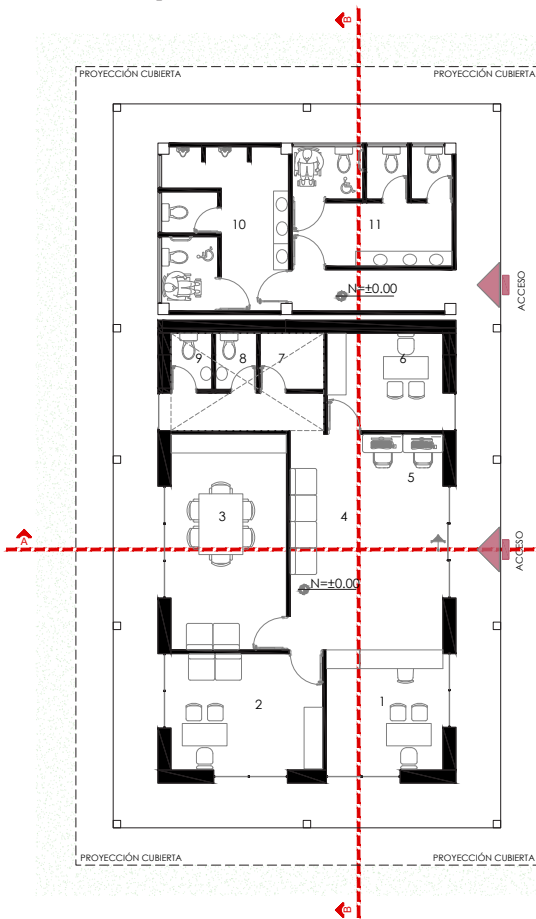 B
PROYECCIÓN CUBIERTA
PROYECCIÓN CUBIERTA
10
11
N=±0.00
ACCESO
9
8
7
6
5
3
4
A
ACCESO
N=±0.00
2
1
PROYECCIÓN CUBIERTA
PROYECCIÓN CUBIERTA
B